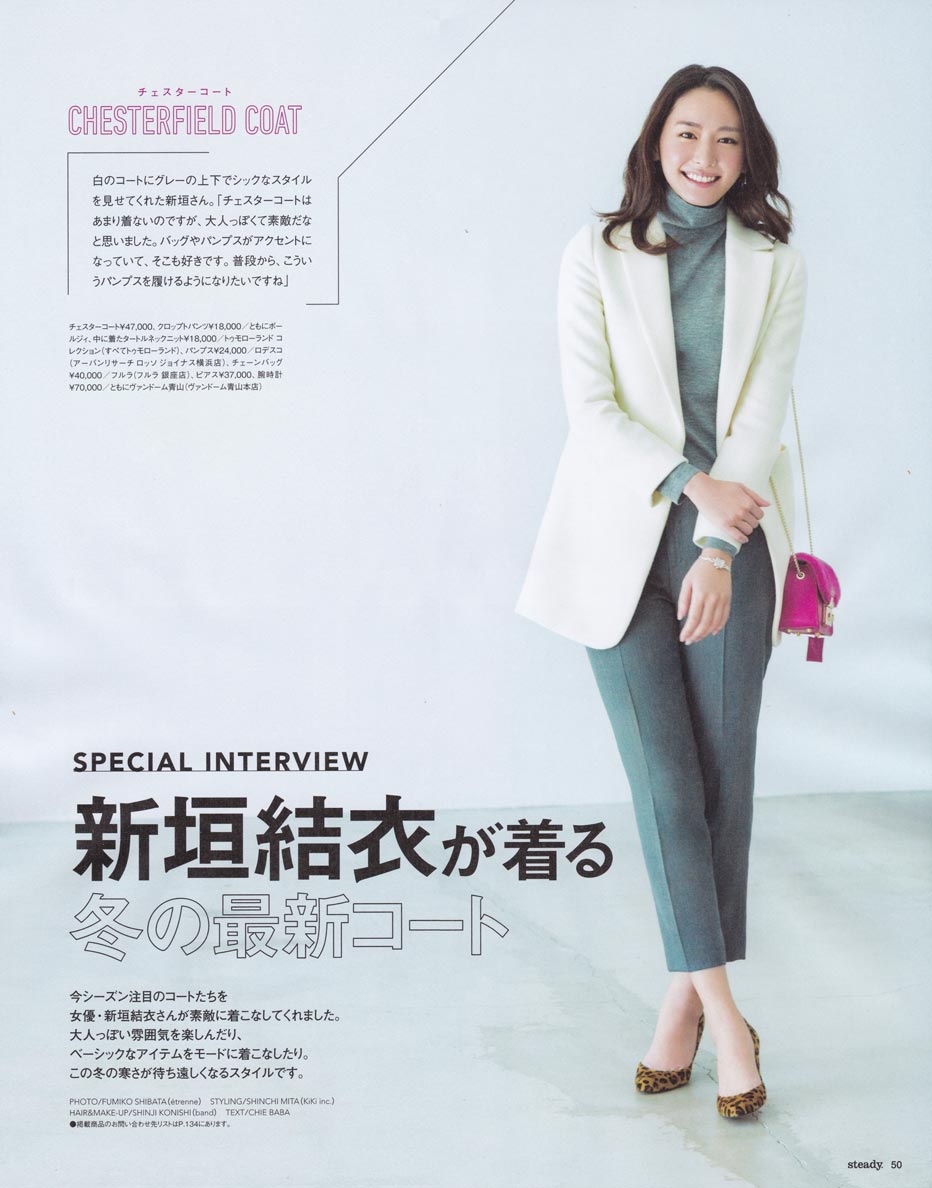 チェスターコート
CHESTERFIELD COAT
白のコートにグレーの上下でシックなスタイル
を見せてくれた新垣さん。「チェスターコートは
あまり着ないのですが、大人っぽくて素敵だな
と思いました。バッグやパンプスがアクセントに
なっていて、そこも好きです。普段から、こうい
うパンプスを履けるようになりたいですね」
チェスターコート¥47,000、クロップトパンツ¥18,000／ともにボー
ルジィ、中に着たタートルネックニット¥18,000／トゥモローランド コ
レクション（すべてトゥモローランド）、パンプス¥24,000／ロデスコ
（アーバンリサーチ ロッソ ジョイナス横浜店）、チェーンバッグ
¥40,000／フルラ（フルラ 銀座店）、ピアス¥37,000、腕時計
¥70,000／ともにヴァンドーム青山（ヴァンドーム青山本店）
SPECIAL INTERVIEW
新垣結衣が着る
冬の最新コート
今シーズン注目のコートたちを
女優・新垣結衣さんが素敵に着こなしてくれました。
大人っぽい雰囲気を楽しんだり、
ベーシックなアイテムをモードに着こなしたり。
この冬の寒さが待ち遠しくなるスタイルです。
PHOTO/FUMIKO SHIBATA（étrenne） STYLING/SHINCHI MITA（KiKi inc.）
HAIR&MAKE-UP/SHINJI KONISHI（band） TEXT/CHIE BABA
●掲載商品のお問い合わせ先リストはP.134にあります。
steady. 50